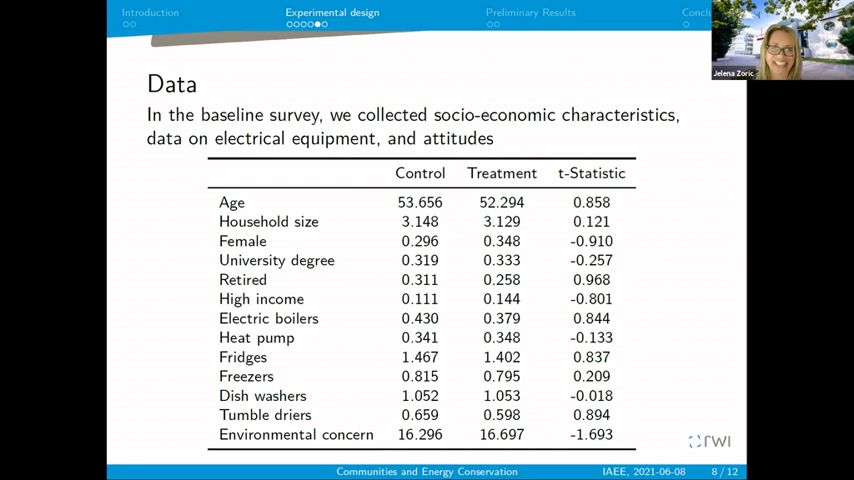 Introduction Experimental design Preliminary Results Conclu
Data
In the baseline survey, we collected socio-economic characteristics,
data on electrical equipment, and attitudes
Control Treatment t-Statistic
Age 53.656 52.294 0.858
Household size 3.148 3.129 0.121
Female 0.296 0.348 -0.910
University degree 0.319 0.333 -0.257
Retired 0.311 0.258 0.968
High income 0.111 0.144 -0.801
Electric boilers 0.430 0.379 0.844
Heat pump 0.341 0.348 -0.133
Fridges 1.467 1.402 0.837
Freezers 0.815 0.795 0.209
Dish washers 1.052 1.053 -0.018
Tumble driers 0.659 0.598 0.894
Environmental concern 16.296 16.697 -1.693
Jelena Zorić
rwi
Communities and Energy Conservation IAEE, 2021-06-08 8 / 12